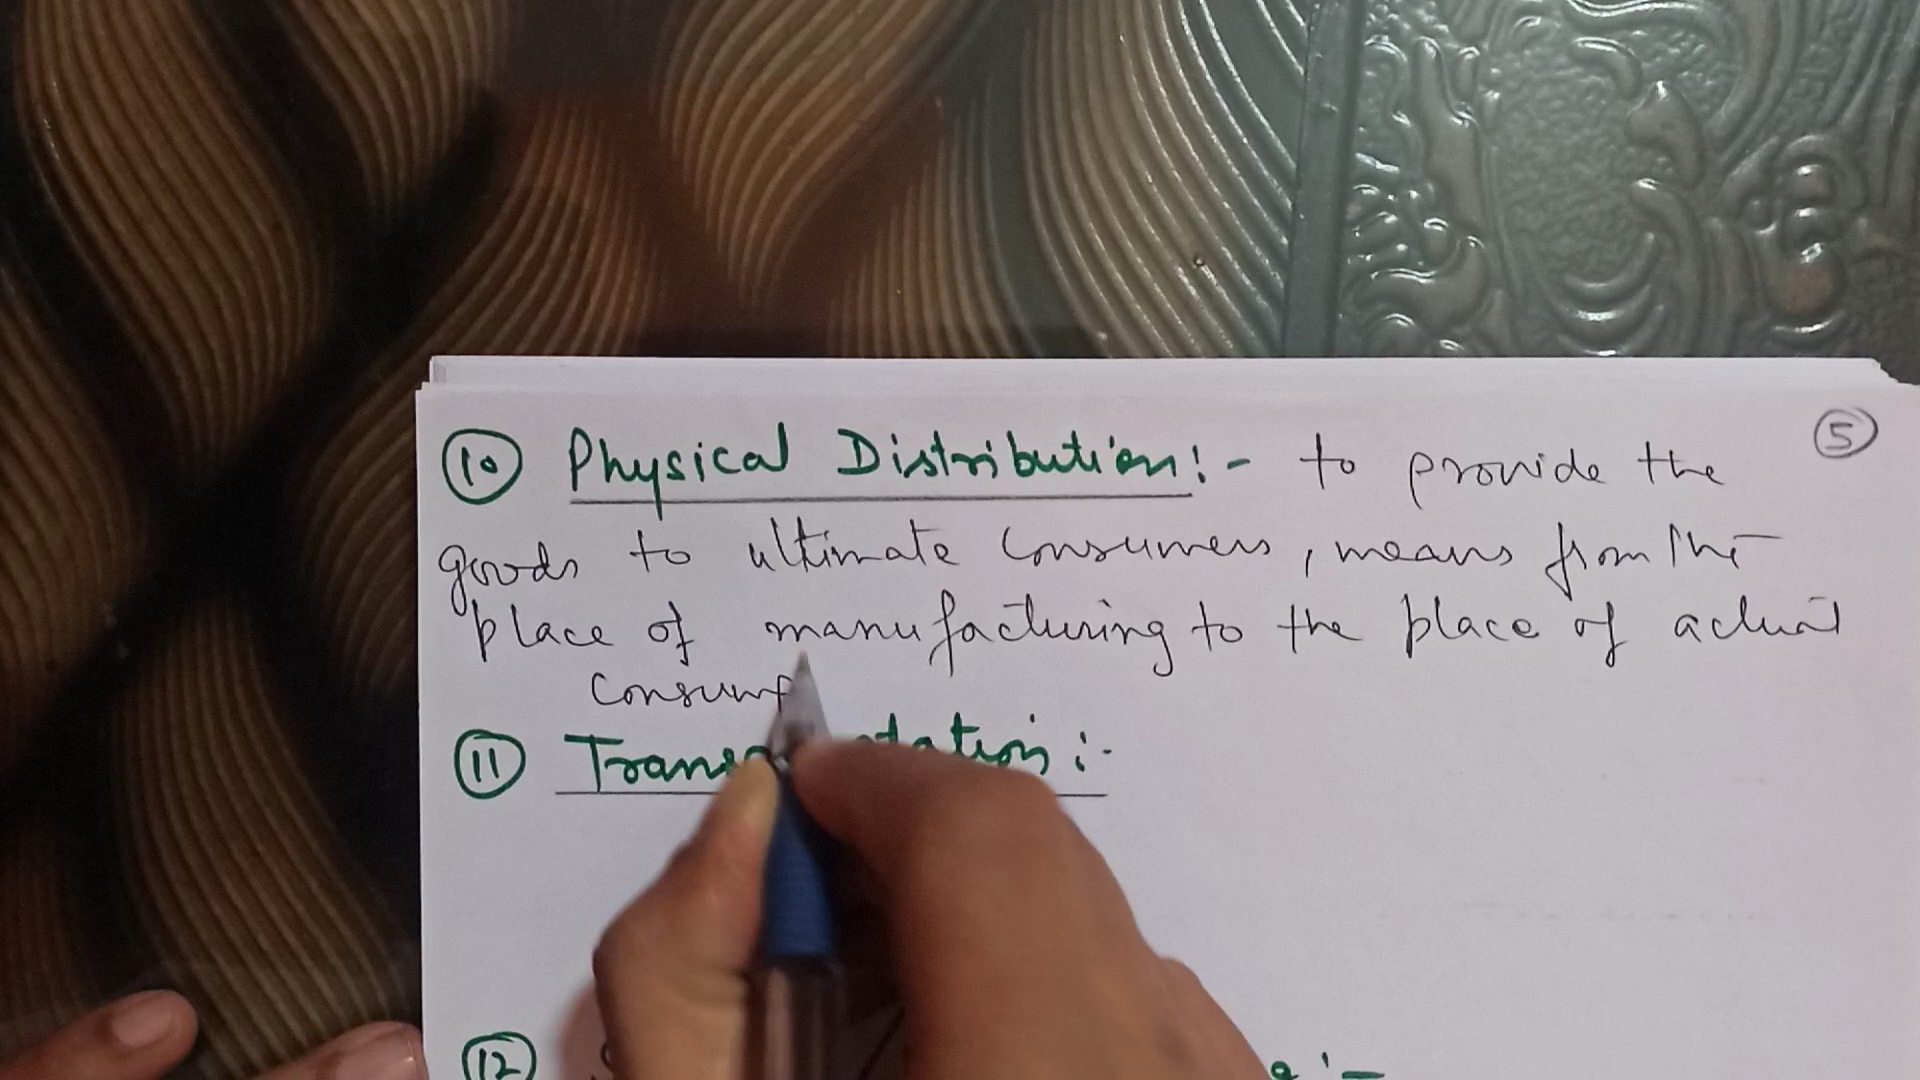 5
10 Physical Distribution :- to provide the
goods to ultimate Consumers, means from the
place of manufacturing to the place of actual
Consump
11 :-
12 :-